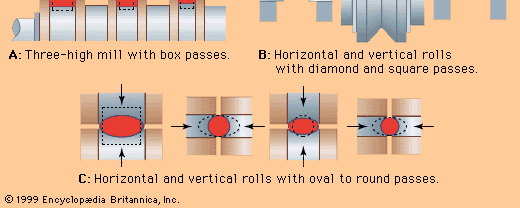 A: Three-high mill with box passes.
B: Horizontal and vertical rolls
with diamond and square passes.
C: Horizontal and vertical rolls with oval to round passes.
© 1999 Encyclopædia Britannica, Inc.